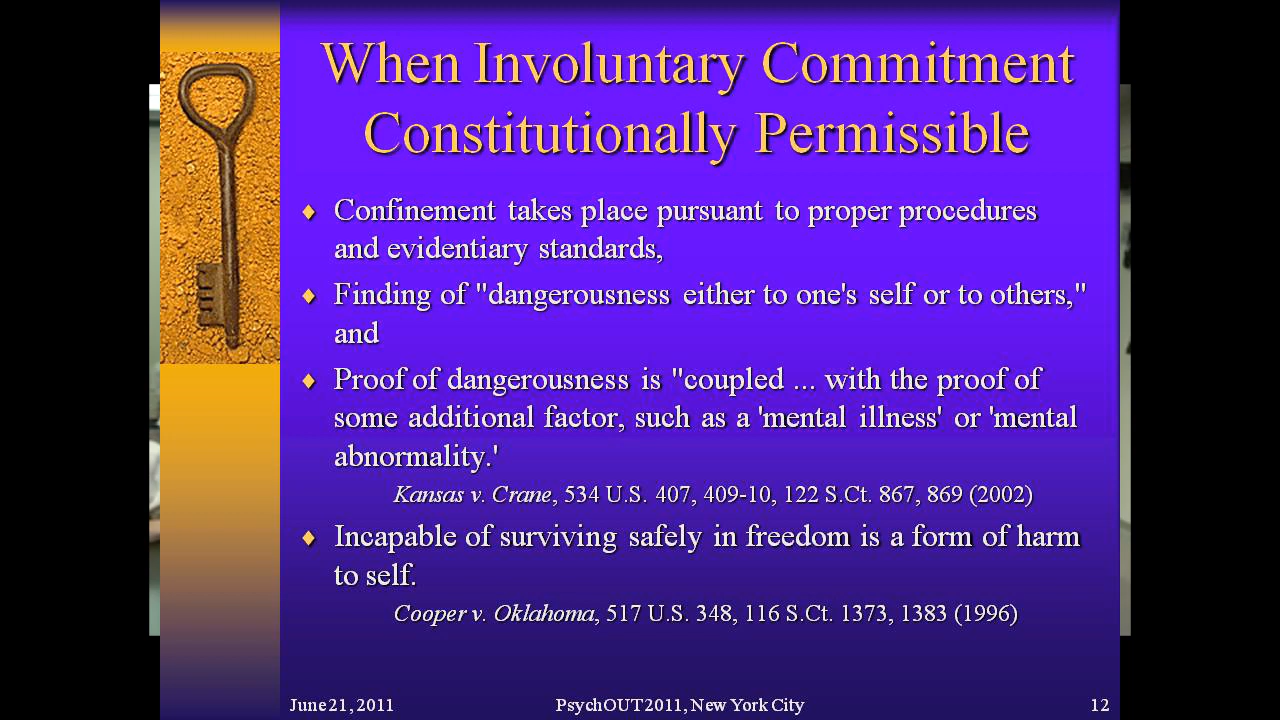 When Involuntary Commitment
Constitutionally Permissible
♦ Confinement takes place pursuant to proper procedures
and evidentiary standards,
♦ Finding of "dangerousness either to one's self or to others,"
and
♦ Proof of dangerousness is "coupled ... with the proof of
some additional factor, such as a 'mental illness' or 'mental
abnormality.'
Kansas v. Crane, 534 U.S. 407, 409-10, 122 S.Ct. 867, 869 (2002)
♦ Incapable of surviving safely in freedom is a form of harm
to self.
Cooper v. Oklahoma, 517 U.S. 348, 116 S.Ct. 1373, 1383 (1996)
June 21, 2011 PsychOUT 2011, New York City 12